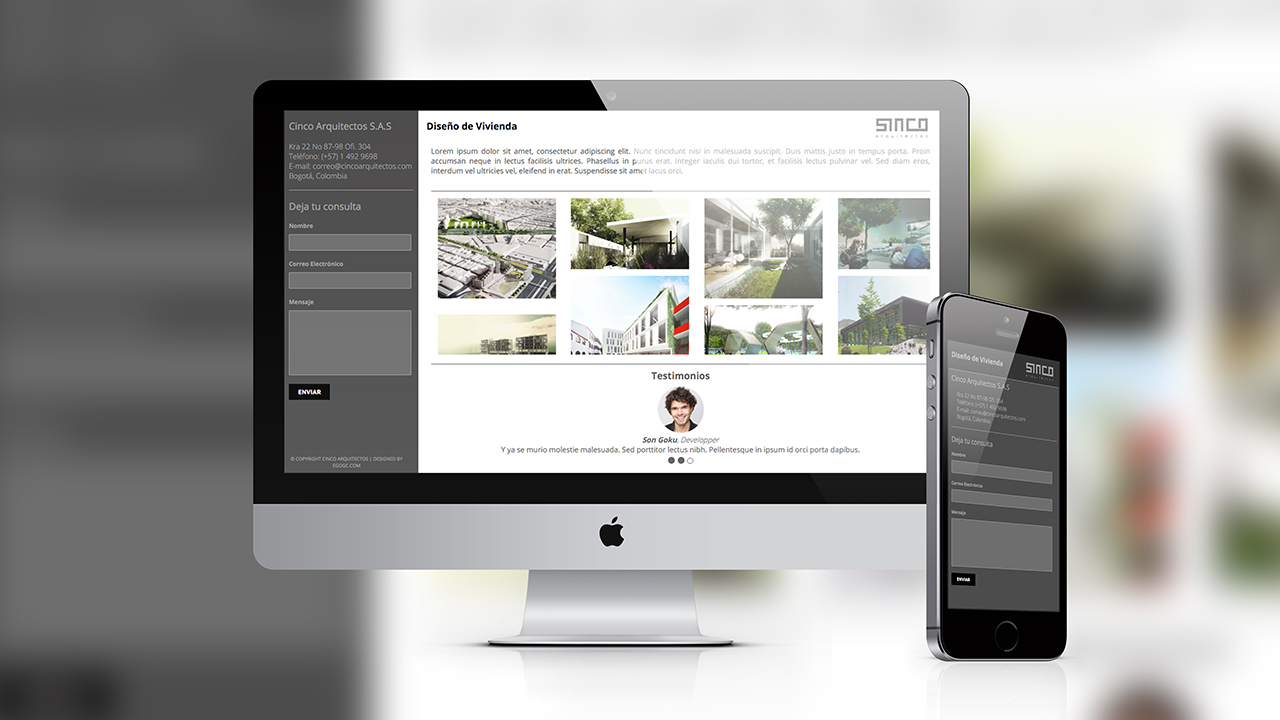 Cinco Arquitectos S.A.S
Kra 22 No 87-98 Ofi. 304
Teléfono: (+57) 1 492 9698
E-mail: correo@cincoarquitectos.com
Bogotá, Colombia
Deja tu consulta
Nombre
Correo Electrónico
Mensaje
ENVIAR
© COPYRIGHT CINCO ARQUITECTOS | DESIGNED BY
EGOGC.COM
Diseño de Vivienda
SINCO
arquitectos
Lorem ipsum dolor sit amet, consectetur adipiscing elit. Nunc tincidunt nisi in malesuada suscipit. Duis mattis justo in tempus porta. Proin
accumsan neque in lectus facilisis ultrices. Phasellus in purus erat. Integer iaculis dui tortor, et facilisis lectus pulvinar vel. Sed diam eros,
interdum vel ultricies vel, eleifend in erat. Suspendisse sit amet lacus orci.
Testimonios
Son Goku, Developper
Y ya se murio molestie malesuada. Sed porttitor lectus nibh. Pellentesque in ipsum id orci porta dapibus.
Diseño de Vivienda
SINCO
arquitectos
Cinco Arquitectos S.A.S
Kra 22 No 87-98 Ofi. 304
Teléfono: (+57) 1 492 9698
E-mail: correo@cincoarquitectos.com
Bogotá, Colombia
Deja tu consulta
Nombre
Correo Electrónico
Mensaje
ENVIAR